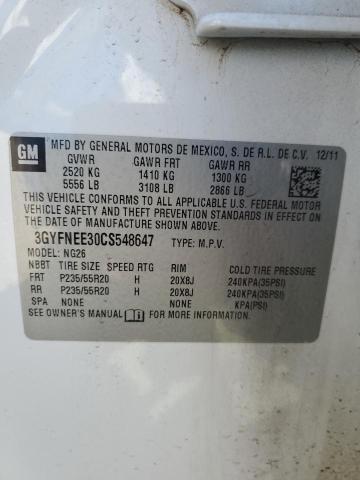 GM
MFD BY GENERAL MOTORS DE MEXICO, S. DE R.L. DE C.V. 12/11
GVWR GAWR FRT GAWR RR
2520 KG 1410 KG 1300 KG
5556 LB 3108 LB 2866 LB
THIS VEHICLE CONFORMS TO ALL APPLICABLE U.S. FEDERAL MOTOR
VEHICLE SAFETY AND THEFT PREVENTION STANDARDS IN
EFFECT ON THE DATE OF MANUFACTURE SHOWN ABOVE.
3GYFNEE30CS548647 TYPE: M.P.V.
MODEL: NG26
NBBT TIRE SIZE SPEED RTG RIM COLD TIRE PRESSURE
FRT P235/55R20 H 20X8J 240KPA(35PSI)
RR P235/55R20 H 20X8J 240KPA(35PSI)
SPA NONE NONE KPA(PSI)
SEE OWNER'S MANUAL FOR ADDITIONAL INFORMATION.